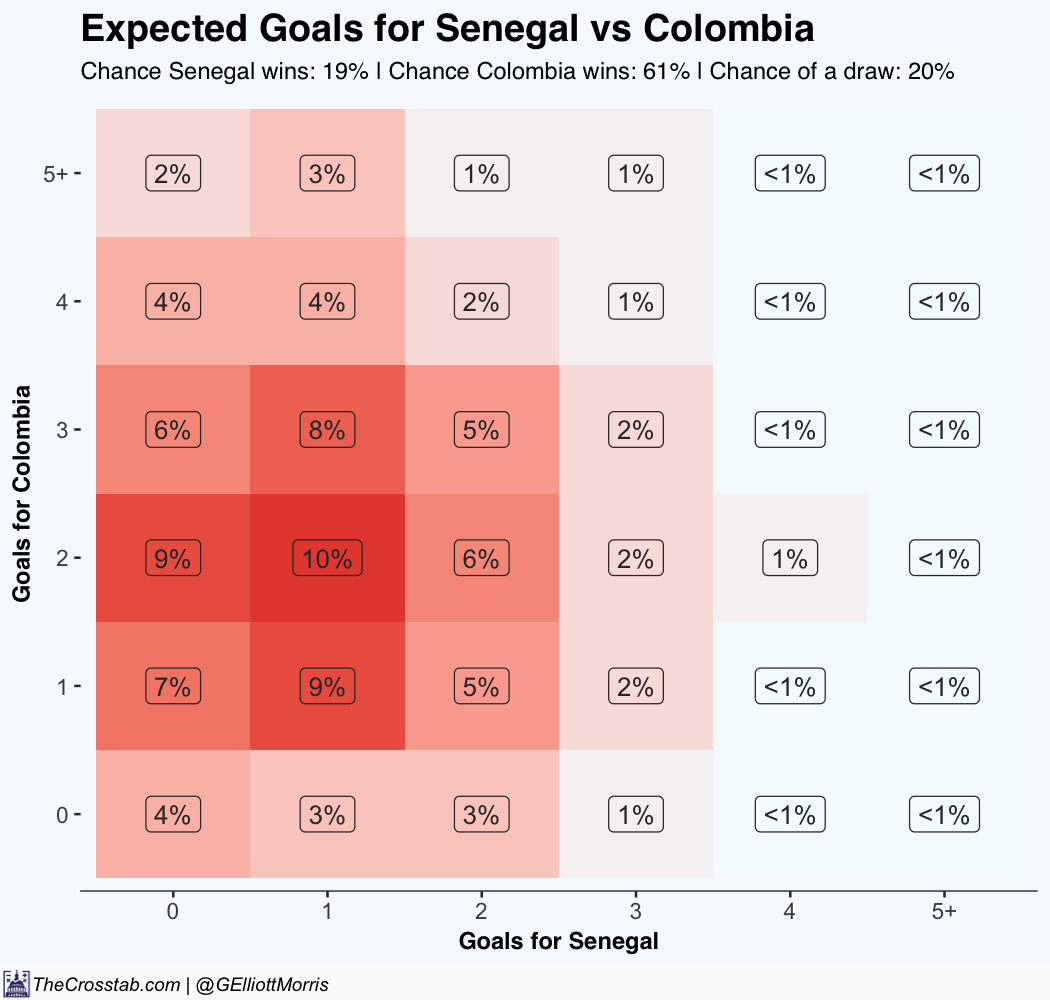 Expected Goals for Senegal vs Colombia
Chance Senegal wins: 19% | Chance Colombia wins: 61% | Chance of a draw: 20%
Goals for Colombia
5+ 2% 3% 1% 1% <1% <1%
4 4% 4% 2% 1% <1% <1%
3 6% 8% 5% 2% <1% <1%
2 9% 10% 6% 2% 1% <1%
1 7% 9% 5% 2% <1% <1%
0 4% 3% 3% 1% <1% <1%
0 1 2 3 4 5+
Goals for Senegal
TheCrosstab.com | @GElliottMorris